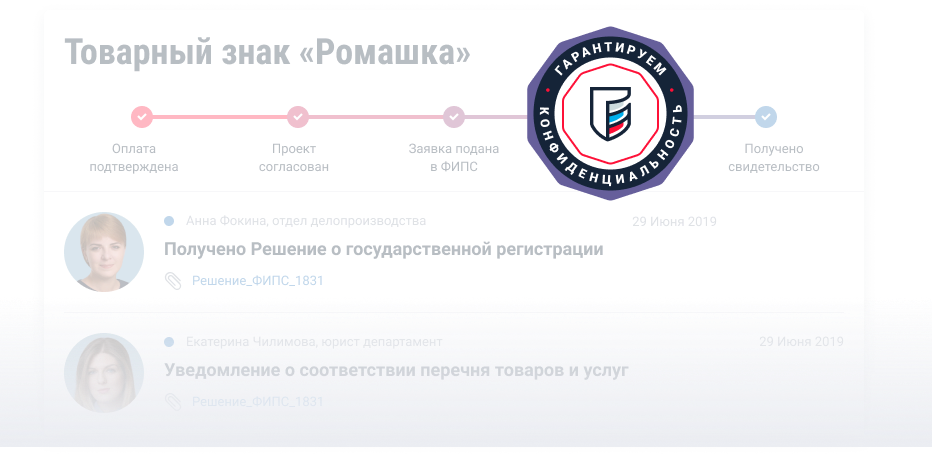 Товарный знак «Ромашка»
ГАРАНТИРУЕМ
КОНФИДЕНЦИАЛЬНОСТЬ
Оплата
подтверждена
Проект
согласован
Заявка подана
в ФИПС
Получено
свидетельство
Анна Фокина, отдел делопроизводства
29 Июня 2019
Получено Решение о государственной регистрации
Решение_ФИПС_1831
Екатерина Чилимова, юрист департамент
29 Июня 2019
Уведомление о соответствии перечня товаров и услуг
Решение_ФИПС_1831